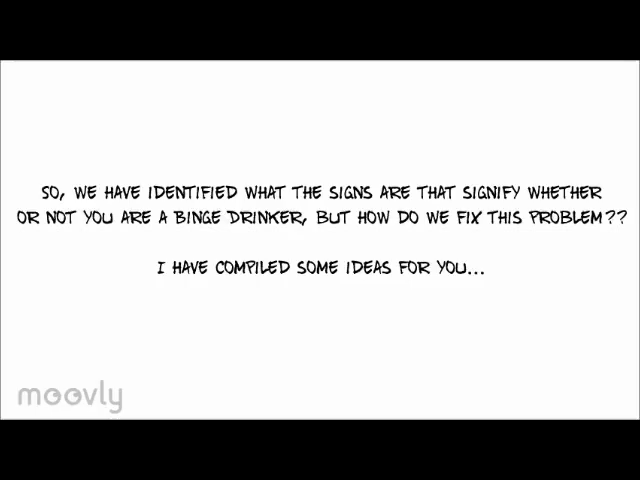 SO, WE HAVE IDENTIFIED WHAT THE SIGNS ARE THAT SIGNIFY WHETHER
OR NOT YOU ARE A BINGE DRINKER, BUT HOW DO WE FIX THIS PROBLEM??
I HAVE COMPILED SOME IDEAS FOR YOU...
moovly